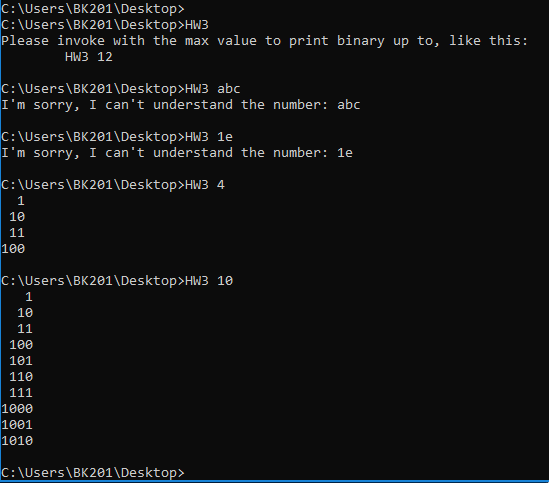 C:\Users\BK201\Desktop>
C:\Users\BK201\Desktop>HW3
Please invoke with the max value to print binary up to, like this:
        HW3 12

C:\Users\BK201\Desktop>HW3 abc
I'm sorry, I can't understand the number: abc

C:\Users\BK201\Desktop>HW3 1e
I'm sorry, I can't understand the number: 1e

C:\Users\BK201\Desktop>HW3 4
  1
 10
 11
100

C:\Users\BK201\Desktop>HW3 10
   1
  10
  11
 100
 101
 110
 111
1000
1001
1010

C:\Users\BK201\Desktop>